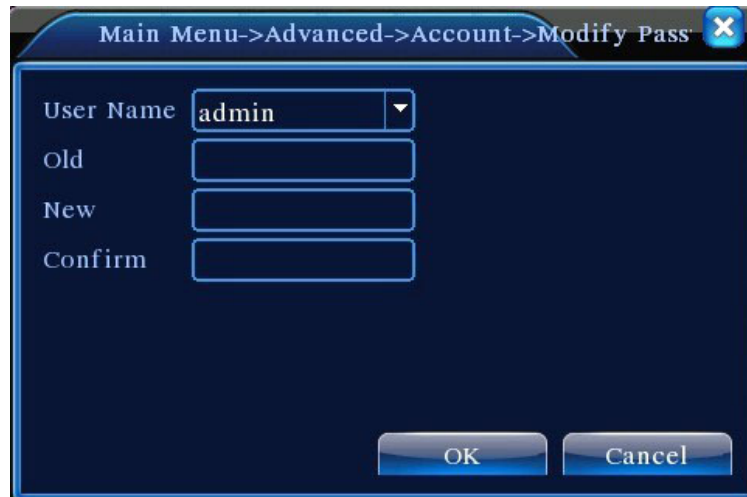 Main Menu->Advanced->Account->Modify Pass
User Name admin
Old
New
Confirm
OK Cancel